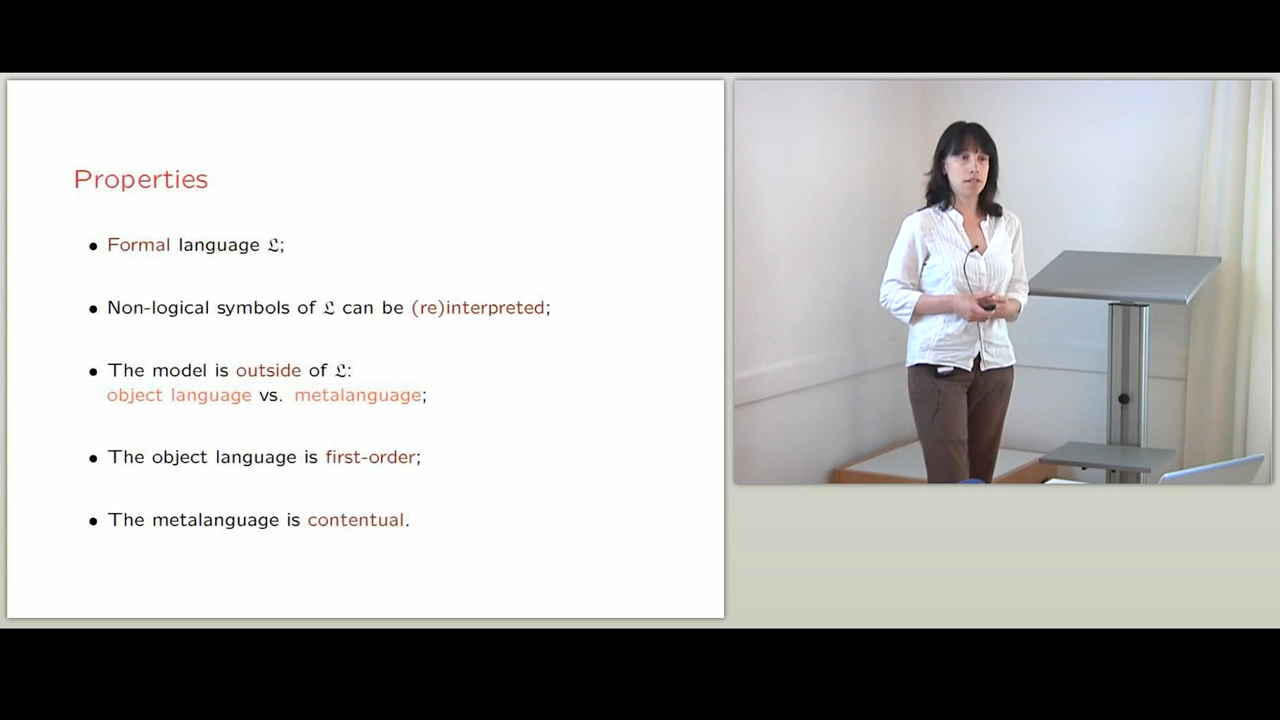 Properties
• Formal language 𝔏;
• Non-logical symbols of 𝔏 can be (re)interpreted;
• The model is outside of 𝔏:
object language vs. metalanguage;
• The object language is first-order;
• The metalanguage is contentual.